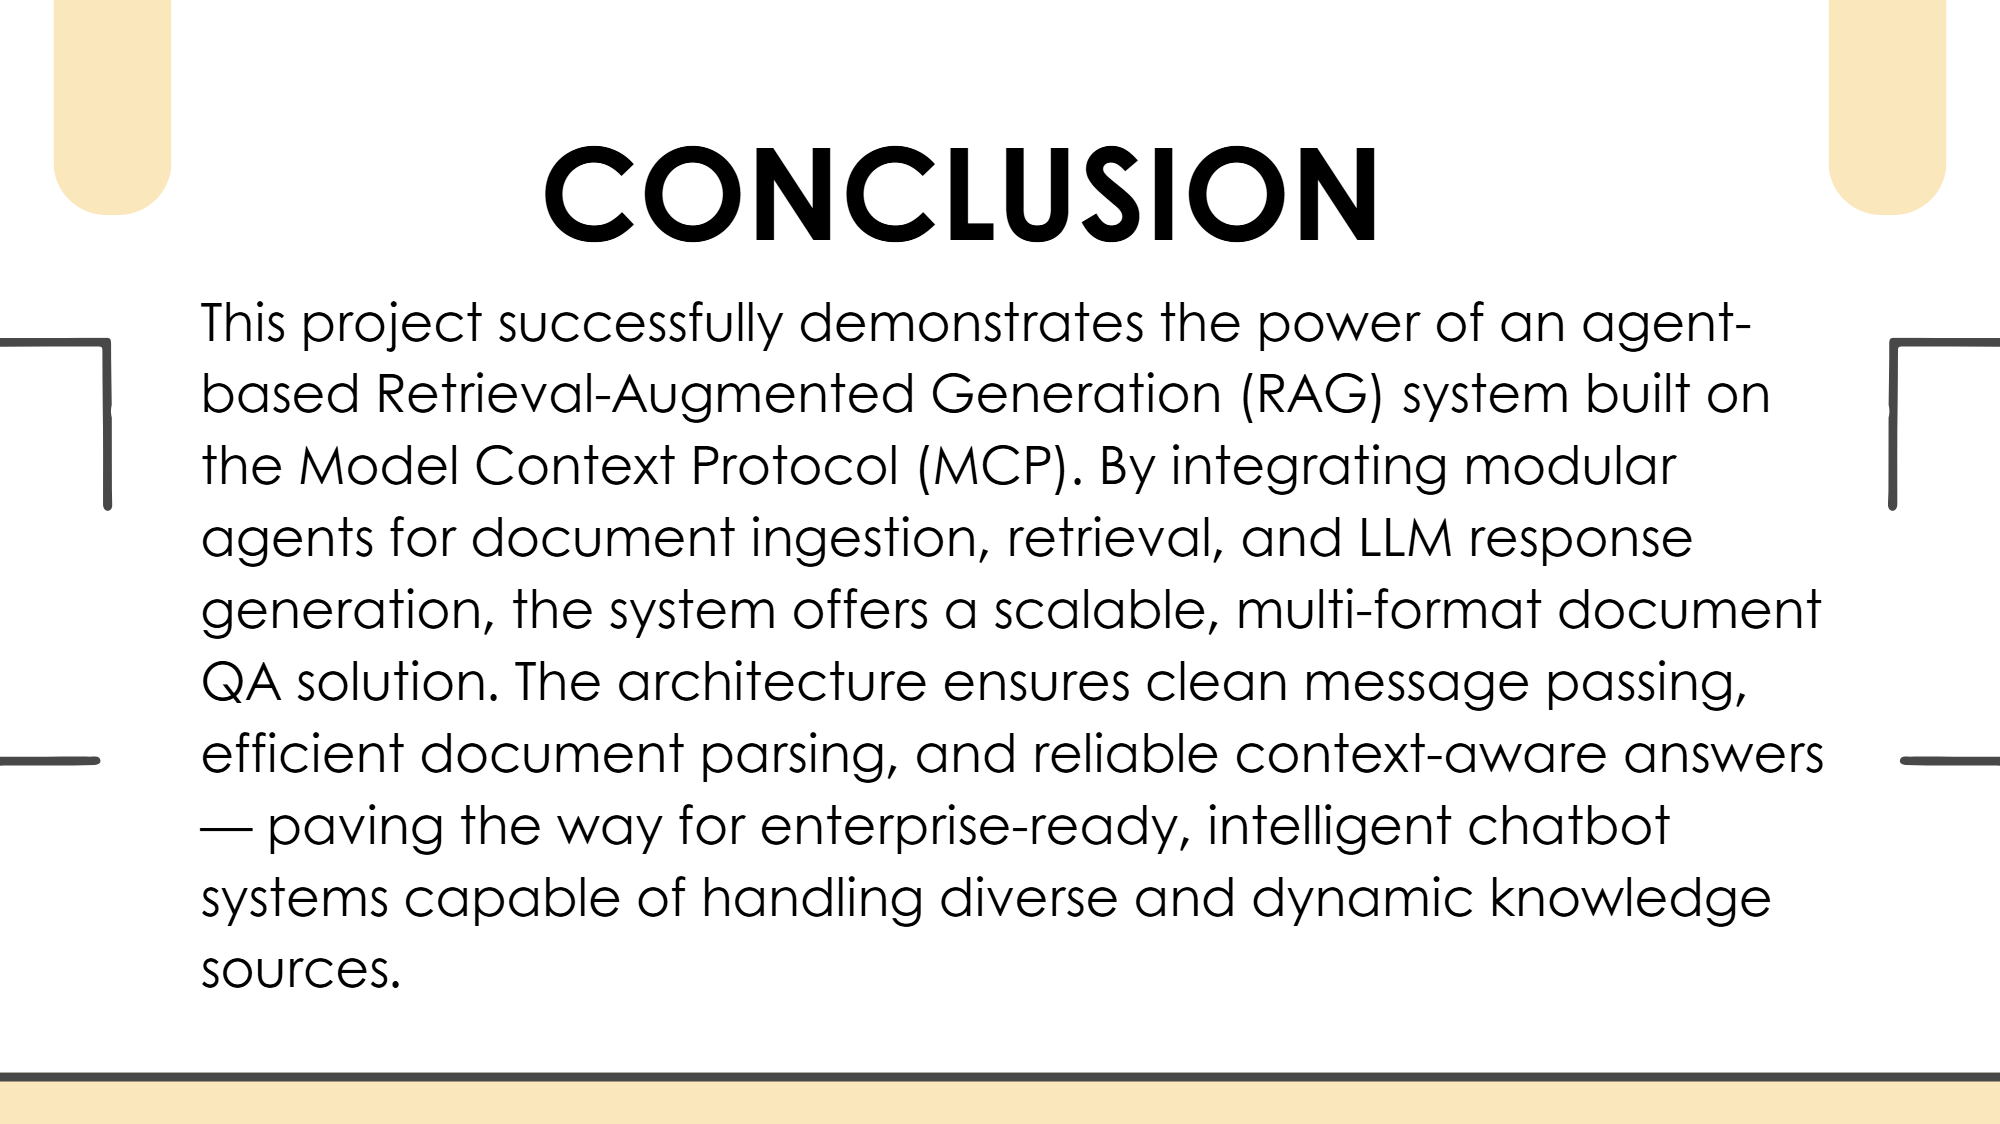 CONCLUSION
This project successfully demonstrates the power of an agent-
based Retrieval-Augmented Generation (RAG) system built on
the Model Context Protocol (MCP). By integrating modular
agents for document ingestion, retrieval, and LLM response
generation, the system offers a scalable, multi-format document
QA solution. The architecture ensures clean message passing,
efficient document parsing, and reliable context-aware answers
— paving the way for enterprise-ready, intelligent chatbot
systems capable of handling diverse and dynamic knowledge
sources.